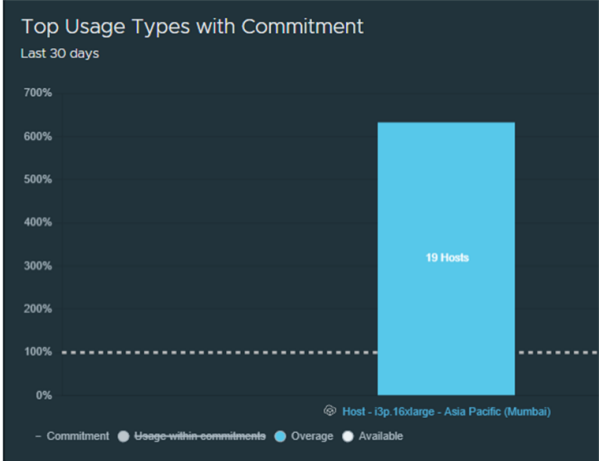 Top Usage Types with Commitment
Last 30 days
700%
600%
500%
400%
300%
200%
100%
0%
19 Hosts
Host - i3p.16xlarge - Asia Pacific (Mumbai)
– Commitment Usage within commitments Overage Available